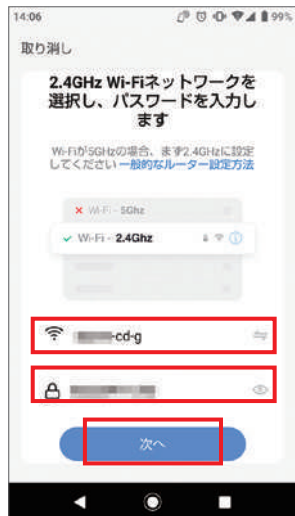 14:06
99%
取り消し
2.4GHz Wi-Fiネットワークを
選択し、パスワードを入力し
ます
Wi-Fiが5GHzの場合、まず2.4GHzに設定
してください 一般的なルーター設定方法
Wi-Fi - 5Ghz
Wi-Fi - 2.4Ghz
-cd-g
次へ